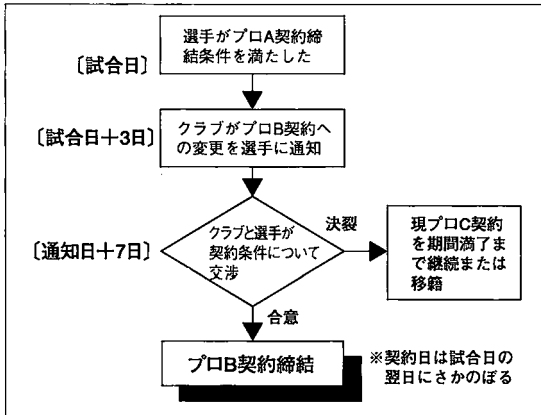 選手がプロA契約締
結条件を満たした
〔試合日〕
〔試合日+3日〕
クラブがプロB契約へ
の変更を選手に通知
〔通知日+7日〕
クラブと選手が
契約条件について
交渉
決裂
現プロC契約
を期間満了ま
で継続または
移籍
合意
プロB契約締結
※契約日は試合日の
翌日にさかのぼる